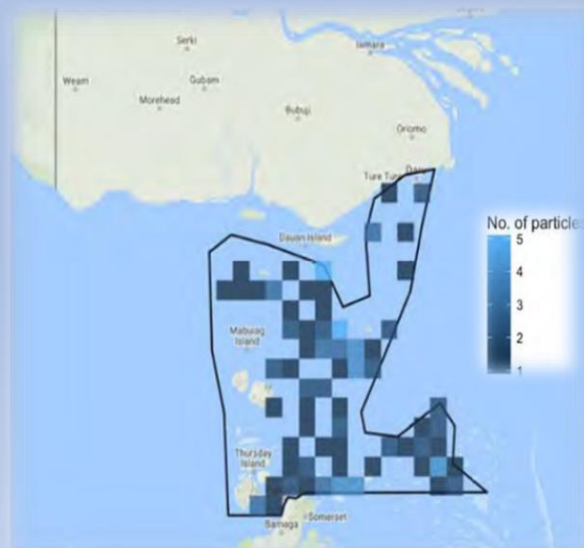 Serki
Iamara
Weam
Gubam
Morehead
Bubuji
Oriomo
Ture Ture
Dauan Island
No. of particle
5
4
3
2
1
Mabuiag
Island
Thursday
Island
Somerset
Bamaga